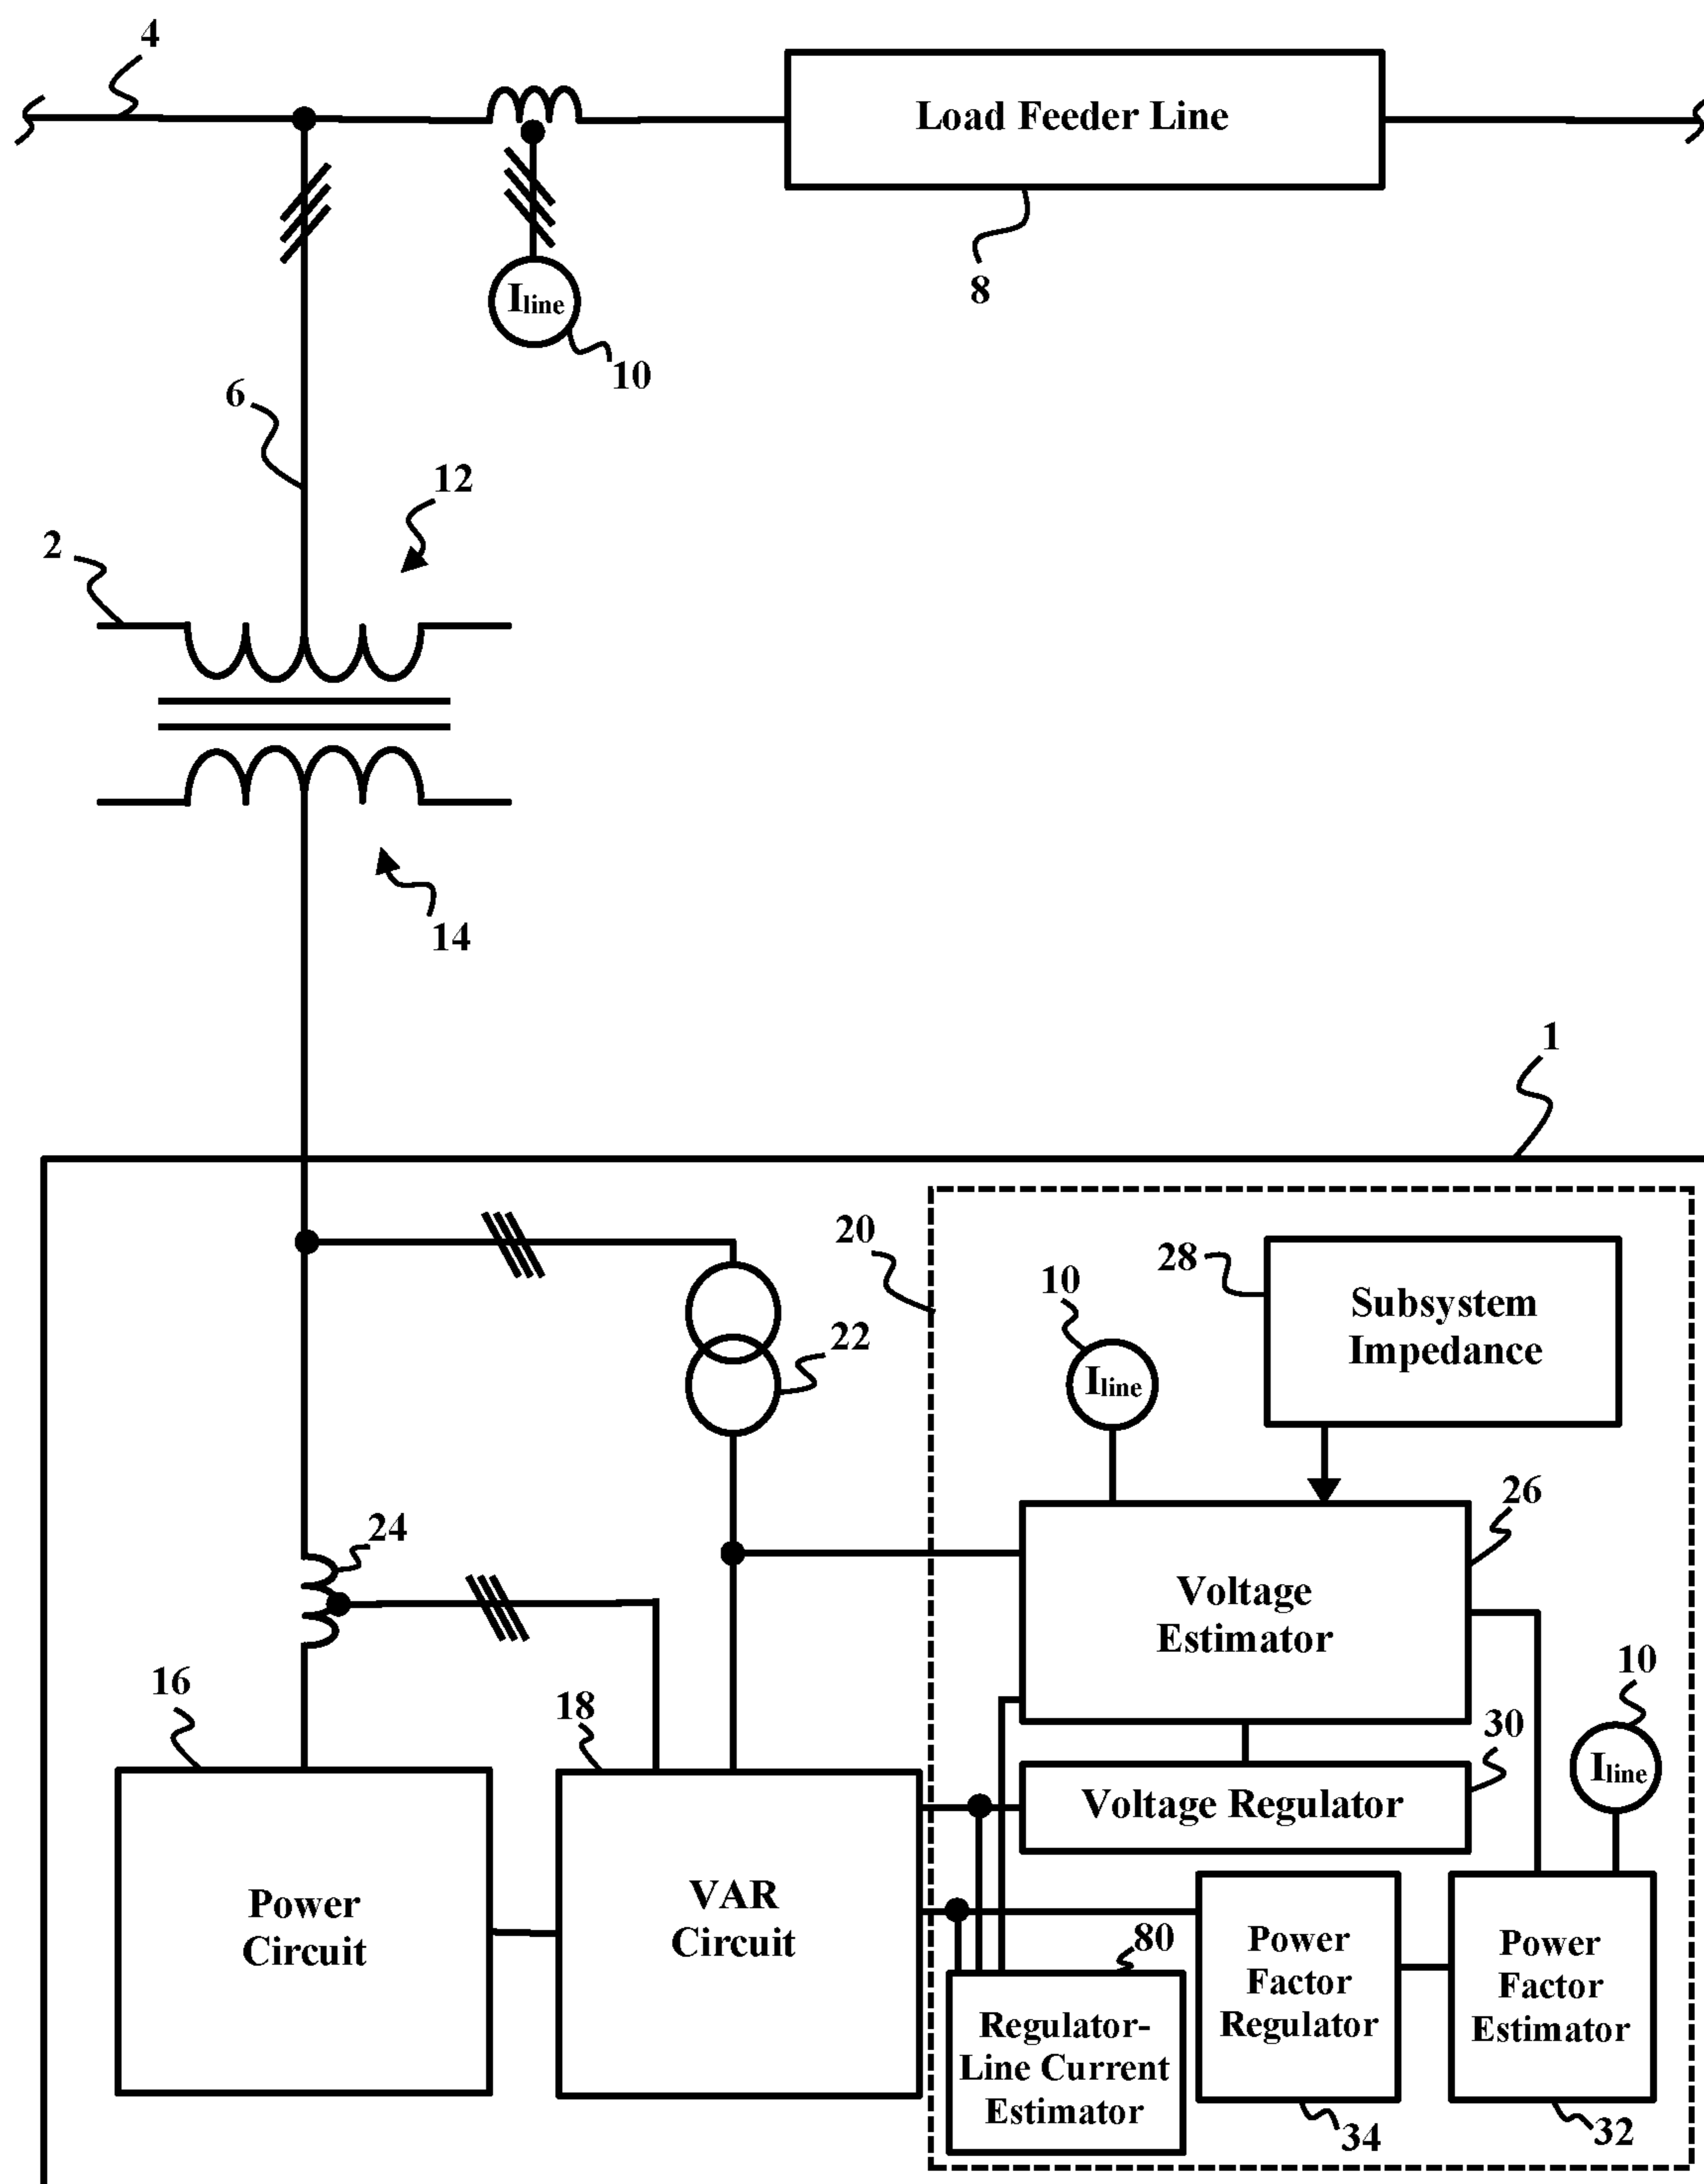 4
Load Feeder Line
8
Iline
10
6
12
2
14
1
20
28
Subsystem
Impedance
10
Iline
22
26
24
Voltage
Estimator
10
Iline
16
18
30
Voltage Regulator
Power
Circuit
VAR
Circuit
80
Regulator-
Line Current
Estimator
Power
Factor
Regulator
Power
Factor
Estimator
34
32